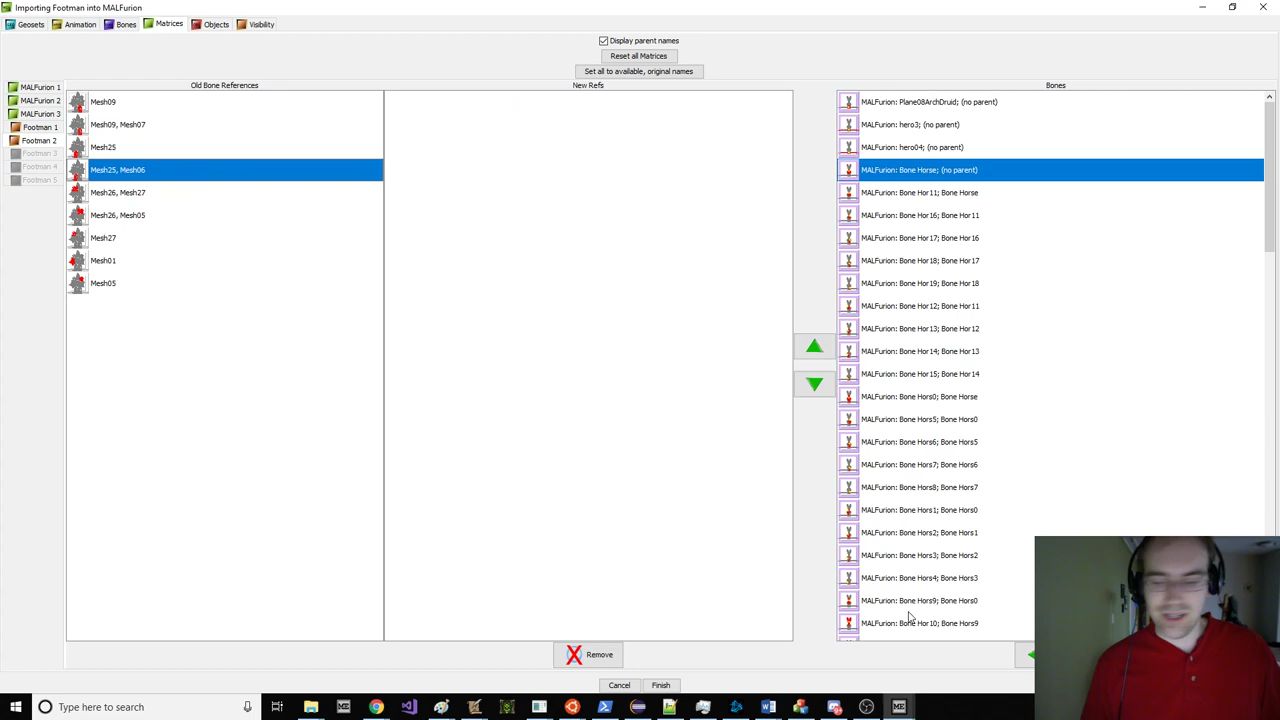 Importing Footman into MALFurion
Geosets
Animation
Bones
Matrices
Objects
Visibility
Display parent names
Reset all Matrices
Set all to available, original names
Old Bone References
New Refs
Bones
MALFurion 1
MALFurion 2
MALFurion 3
Footman 1
Footman 2
Footman 3
Footman 4
Footman 5
Mesh09
Mesh09, Mesh07
Mesh25
Mesh25, Mesh06
Mesh26, Mesh27
Mesh26, Mesh05
Mesh27
Mesh01
Mesh05
MALFurion: Plane08ArchDruid; (no parent)
MALFurion: hero3; (no parent)
MALFurion: hero04; (no parent)
MALFurion: Bone Horse; (no parent)
MALFurion: Bone Hor11; Bone Horse
MALFurion: Bone Hor16; Bone Hor11
MALFurion: Bone Hor17; Bone Hor16
MALFurion: Bone Hor18; Bone Hor17
MALFurion: Bone Hor19; Bone Hor18
MALFurion: Bone Hor12; Bone Hor11
MALFurion: Bone Hor13; Bone Hor12
MALFurion: Bone Hor14; Bone Hor13
MALFurion: Bone Hor15; Bone Hor14
MALFurion: Bone Hors0; Bone Horse
MALFurion: Bone Hors5; Bone Hors0
MALFurion: Bone Hors6; Bone Hors5
MALFurion: Bone Hors7; Bone Hors6
MALFurion: Bone Hors8; Bone Hors7
MALFurion: Bone Hors1; Bone Hors0
MALFurion: Bone Hors2; Bone Hors1
MALFurion: Bone Hors3; Bone Hors2
MALFurion: Bone Hors4; Bone Hors3
MALFurion: Bone Hors9; Bone Hors0
MALFurion: Bone Hor10; Bone Hors9
Remove
Cancel
Finish
Type here to search
ME
ME